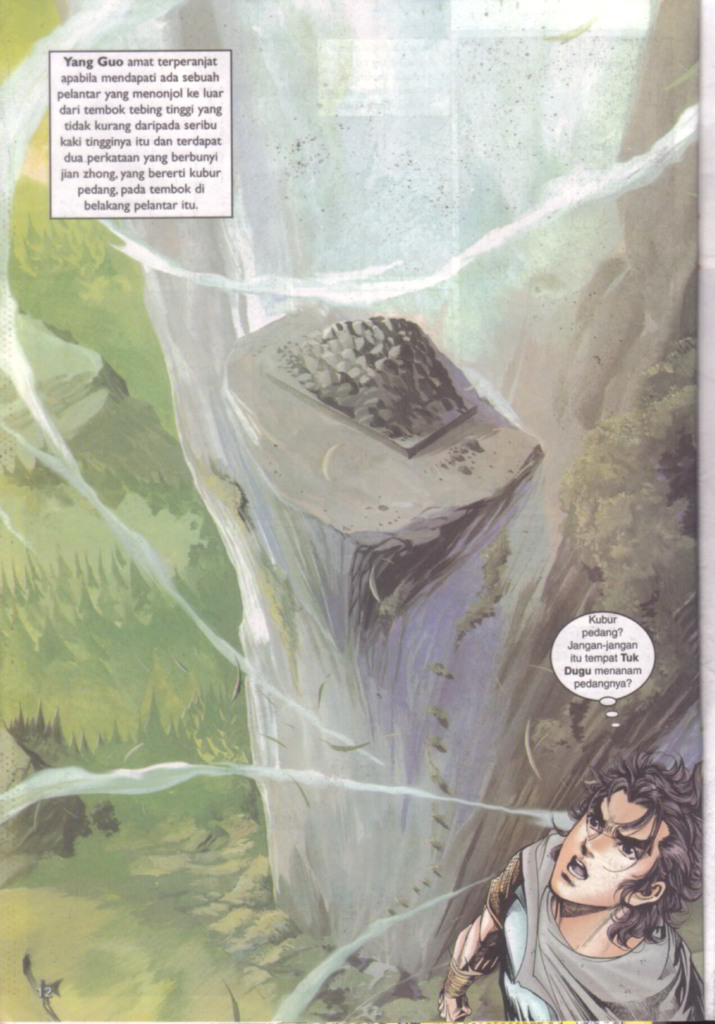 Yang Guo amat terperanjat
apabila mendapati ada sebuah
pelantar yang menonjol ke luar
dari tembok tebing tinggi yang
tidak kurang daripada seribu
kaki tingginya itu dan terdapat
dua perkataan yang berbunyi
jian zhong, yang bererti kubur
pedang, pada tembok di
belakang pelantar itu.
Kubur
pedang?
Jangan-jangan
itu tempat Tuk
Dugu menanam
pedangnya?
12